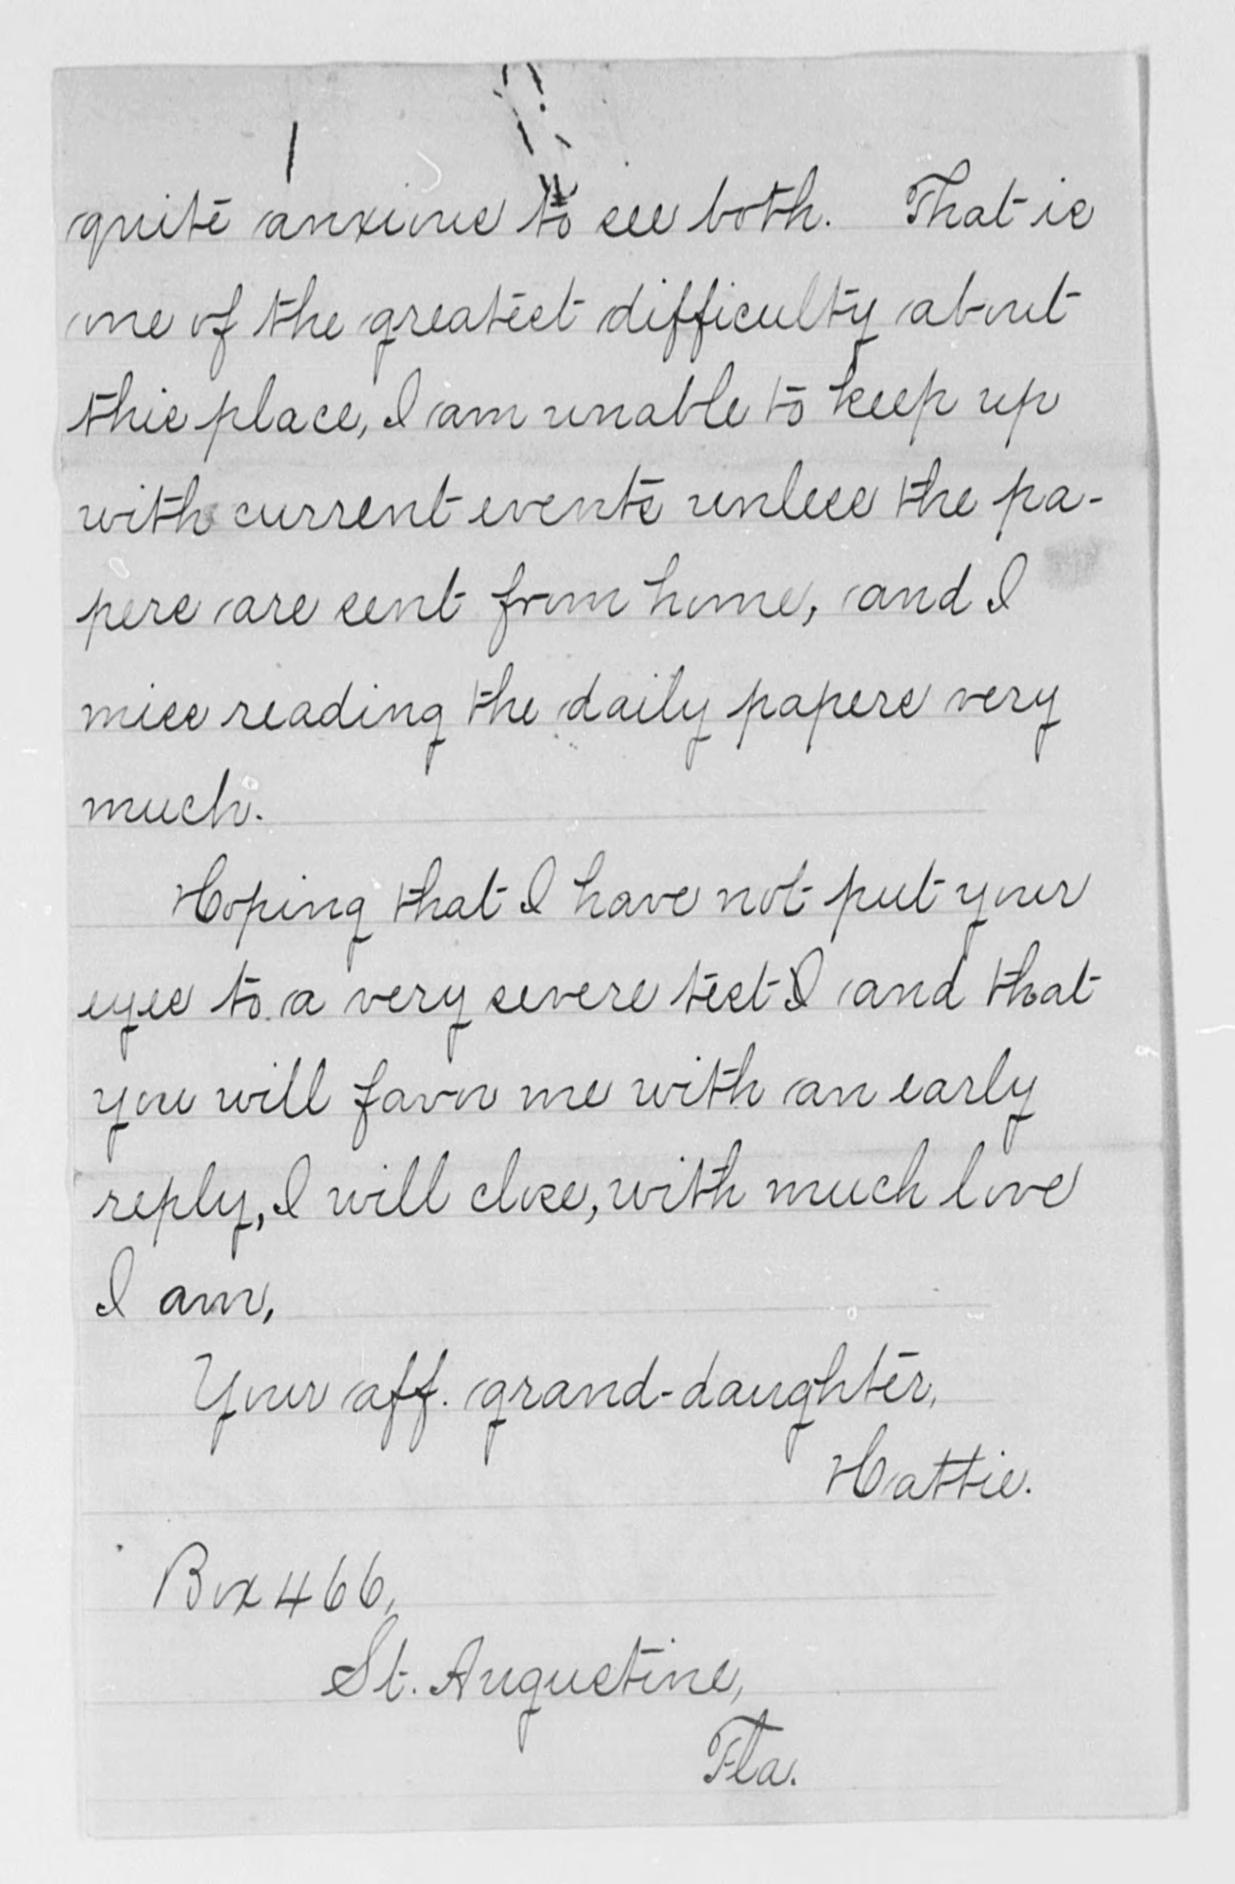 quite anxious to see both. That is
one of the greatest difficulty about
this place, I am unable to keep up
with current events unless the pa-
pers are sent from home, and I
miss reading the daily papers very
much.
Hoping that I have not put your
eyes to a very severe test I and that
you will favor me with an early
reply, I will close, with much love
I am,
Your aff. grand-daughter,
Hattie.
Box 466,
St. Augustine,
Fla.